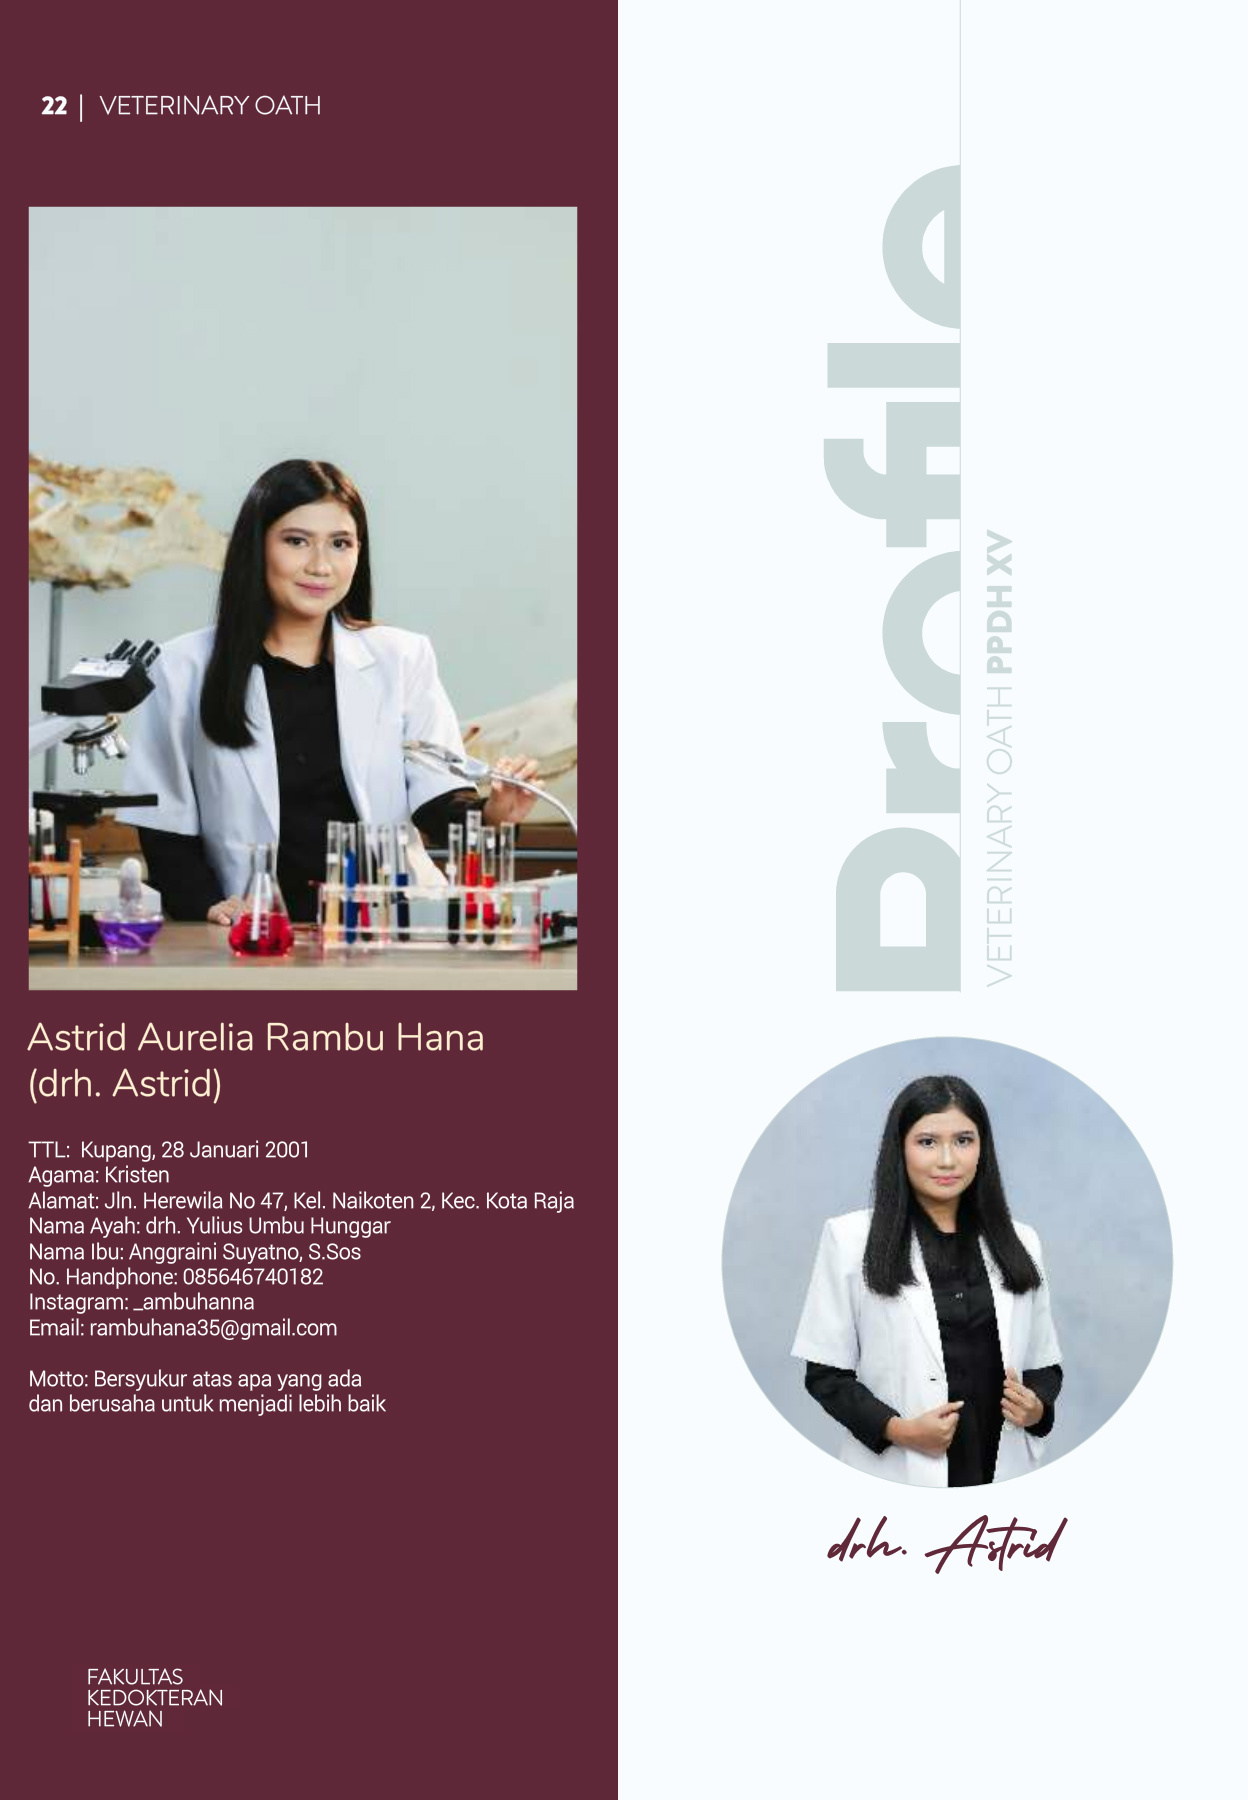 22 | VETERINARY OATH
Astrid Aurelia Rambu Hana
(drh. Astrid)
TTL:  Kupang, 28 Januari 2001
Agama: Kristen
Alamat: Jln. Herewila No 47, Kel. Naikoten 2, Kec. Kota Raja
Nama Ayah: drh. Yulius Umbu Hunggar
Nama Ibu: Anggraini Suyatno, S.Sos
No. Handphone: 085646740182
Instagram: _ambuhanna
Email: rambuhana35@gmail.com
Motto: Bersyukur atas apa yang ada
dan berusaha untuk menjadi lebih baik
FAKULTAS
KEDOKTERAN
HEWAN
Profile
VETERINARY OATH PPDH XV
drh. Astrid